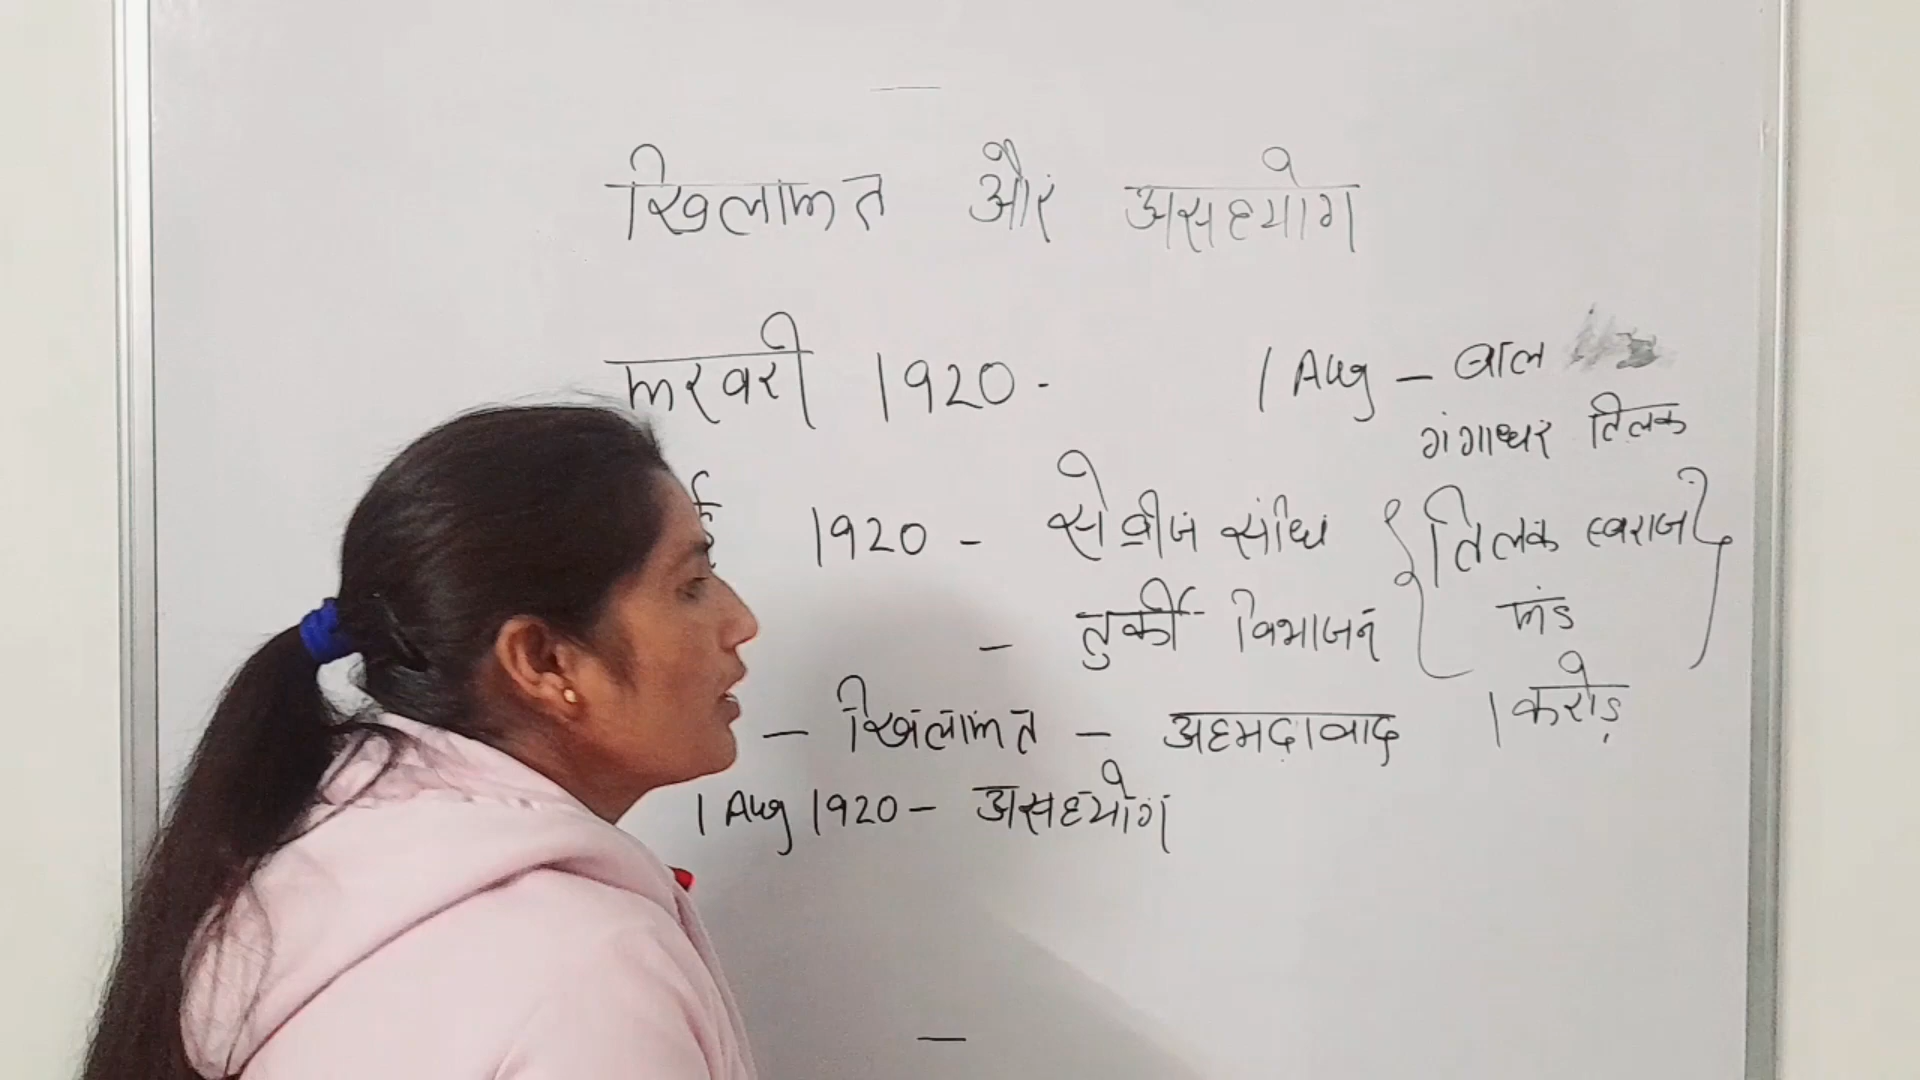 खिलाफत और असहयोग
फरवरी 1920 -
1 Aug - बाल
गंगाधर तिलक
1920 - सेव्रीज संधि
- तुर्की विभाजन
{ तिलक स्वराज }
फंड
1 करोड़
- खिलाफत - अहमदाबाद
1 Aug 1920 - असहयोग